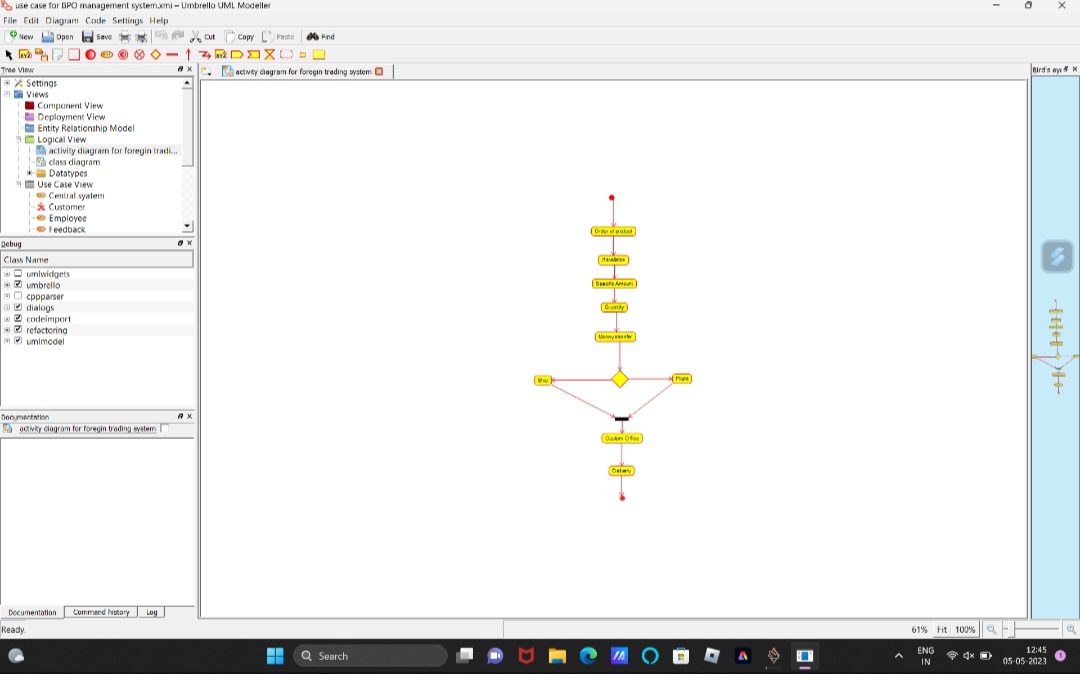 use case for BPO management system.xmi – Umbrello UML Modeller
File Edit Diagram Code Settings Help
New Open Save Cut Copy Paste Find
Tree View
activity diagram for foregin trading system
Bird's ey
Settings
Views
Component View
Deployment View
Entity Relationship Model
Logical View
activity diagram for foregin tradi...
class diagram
Datatypes
Use Case View
Central system
Customer
Employee
Feedback
Debug
Class Name
umlwidgets
umbrello
cppparser
dialogs
codeimport
refactoring
umlmodel
Documentation
activity diagram for foregin trading system
Order of product
Specific Amount
Quantity
Money transfer
Ship
Flight
Custom Office
Delivery
Documentation Command history Log
Ready.
61% Fit 100%
Search
ENG
IN
12:45
05-05-2023